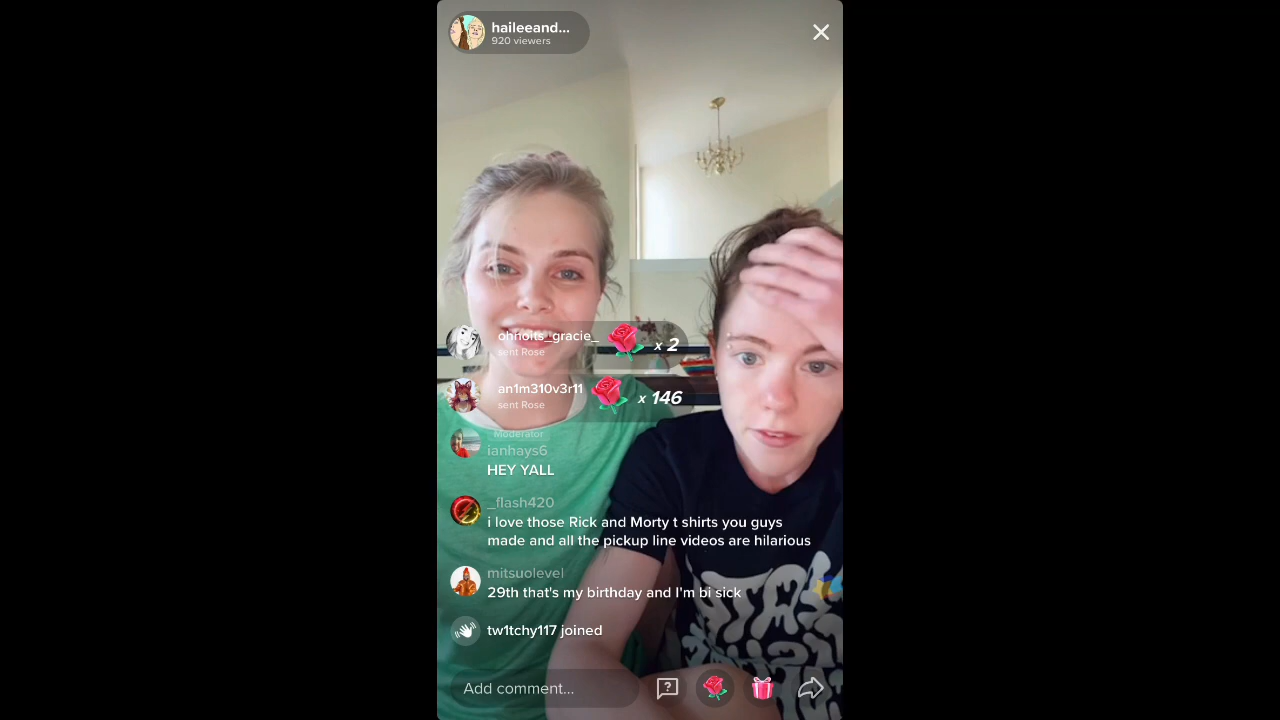 haileeand...
920 viewers
ohnoits_gracie_
sent Rose
x 2
an1m310v3r11
sent Rose
x 146
Moderator
ianhays6
HEY YALL
_flash420
i love those Rick and Morty t shirts you guys
made and all the pickup line videos are hilarious
mitsuolevel
29th that's my birthday and I'm bi sick
tw1tchy117 joined
Add comment...